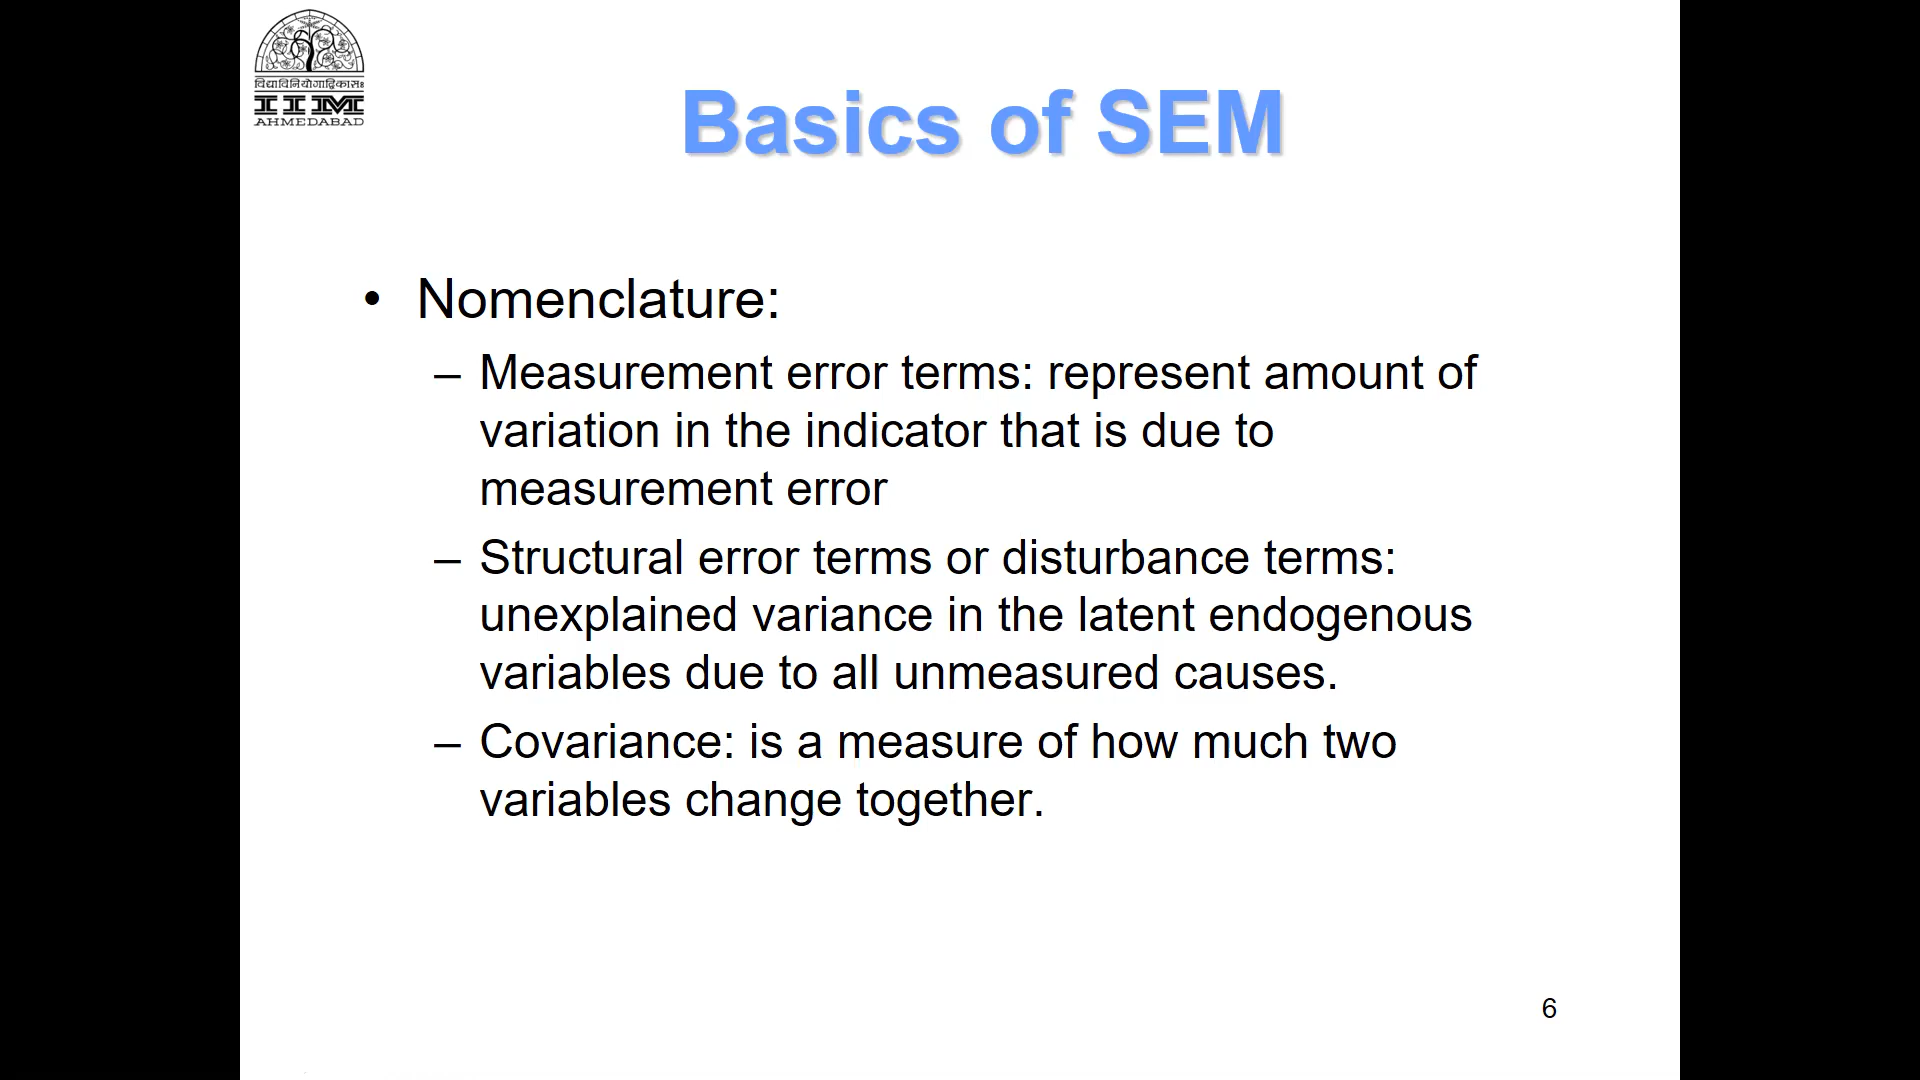 विद्याविनियोगाद्विकासः
IIM
AHMEDABAD
Basics of SEM
• Nomenclature:
– Measurement error terms: represent amount of
variation in the indicator that is due to
measurement error
– Structural error terms or disturbance terms:
unexplained variance in the latent endogenous
variables due to all unmeasured causes.
– Covariance: is a measure of how much two
variables change together.
6